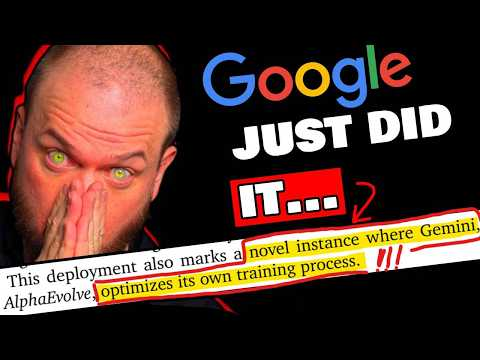 Google
JUST DID
IT...
This deployment also marks a novel instance where Gemini,
AlphaEvolve, optimizes its own training process. !!!